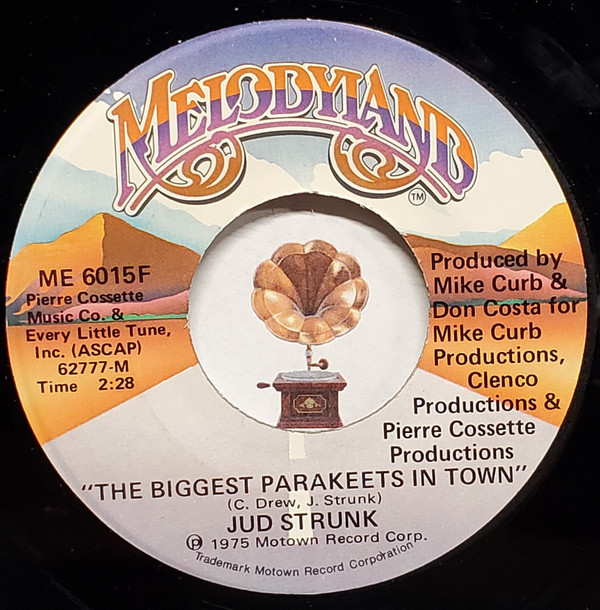 MELODYLAND
TM
ME 6015F
Pierre Cossette
Music Co. &
Every Little Tune,
Inc. (ASCAP)
62777-M
Time 2:28
Produced by
Mike Curb &
Don Costa for
Mike Curb
Productions,
Clenco
Productions &
Pierre Cossette
Productions
"THE BIGGEST PARAKEETS IN TOWN"
(C. Drew, J. Strunk)
JUD STRUNK
℗ 1975 Motown Record Corp.
Trademark Motown Record Corporation